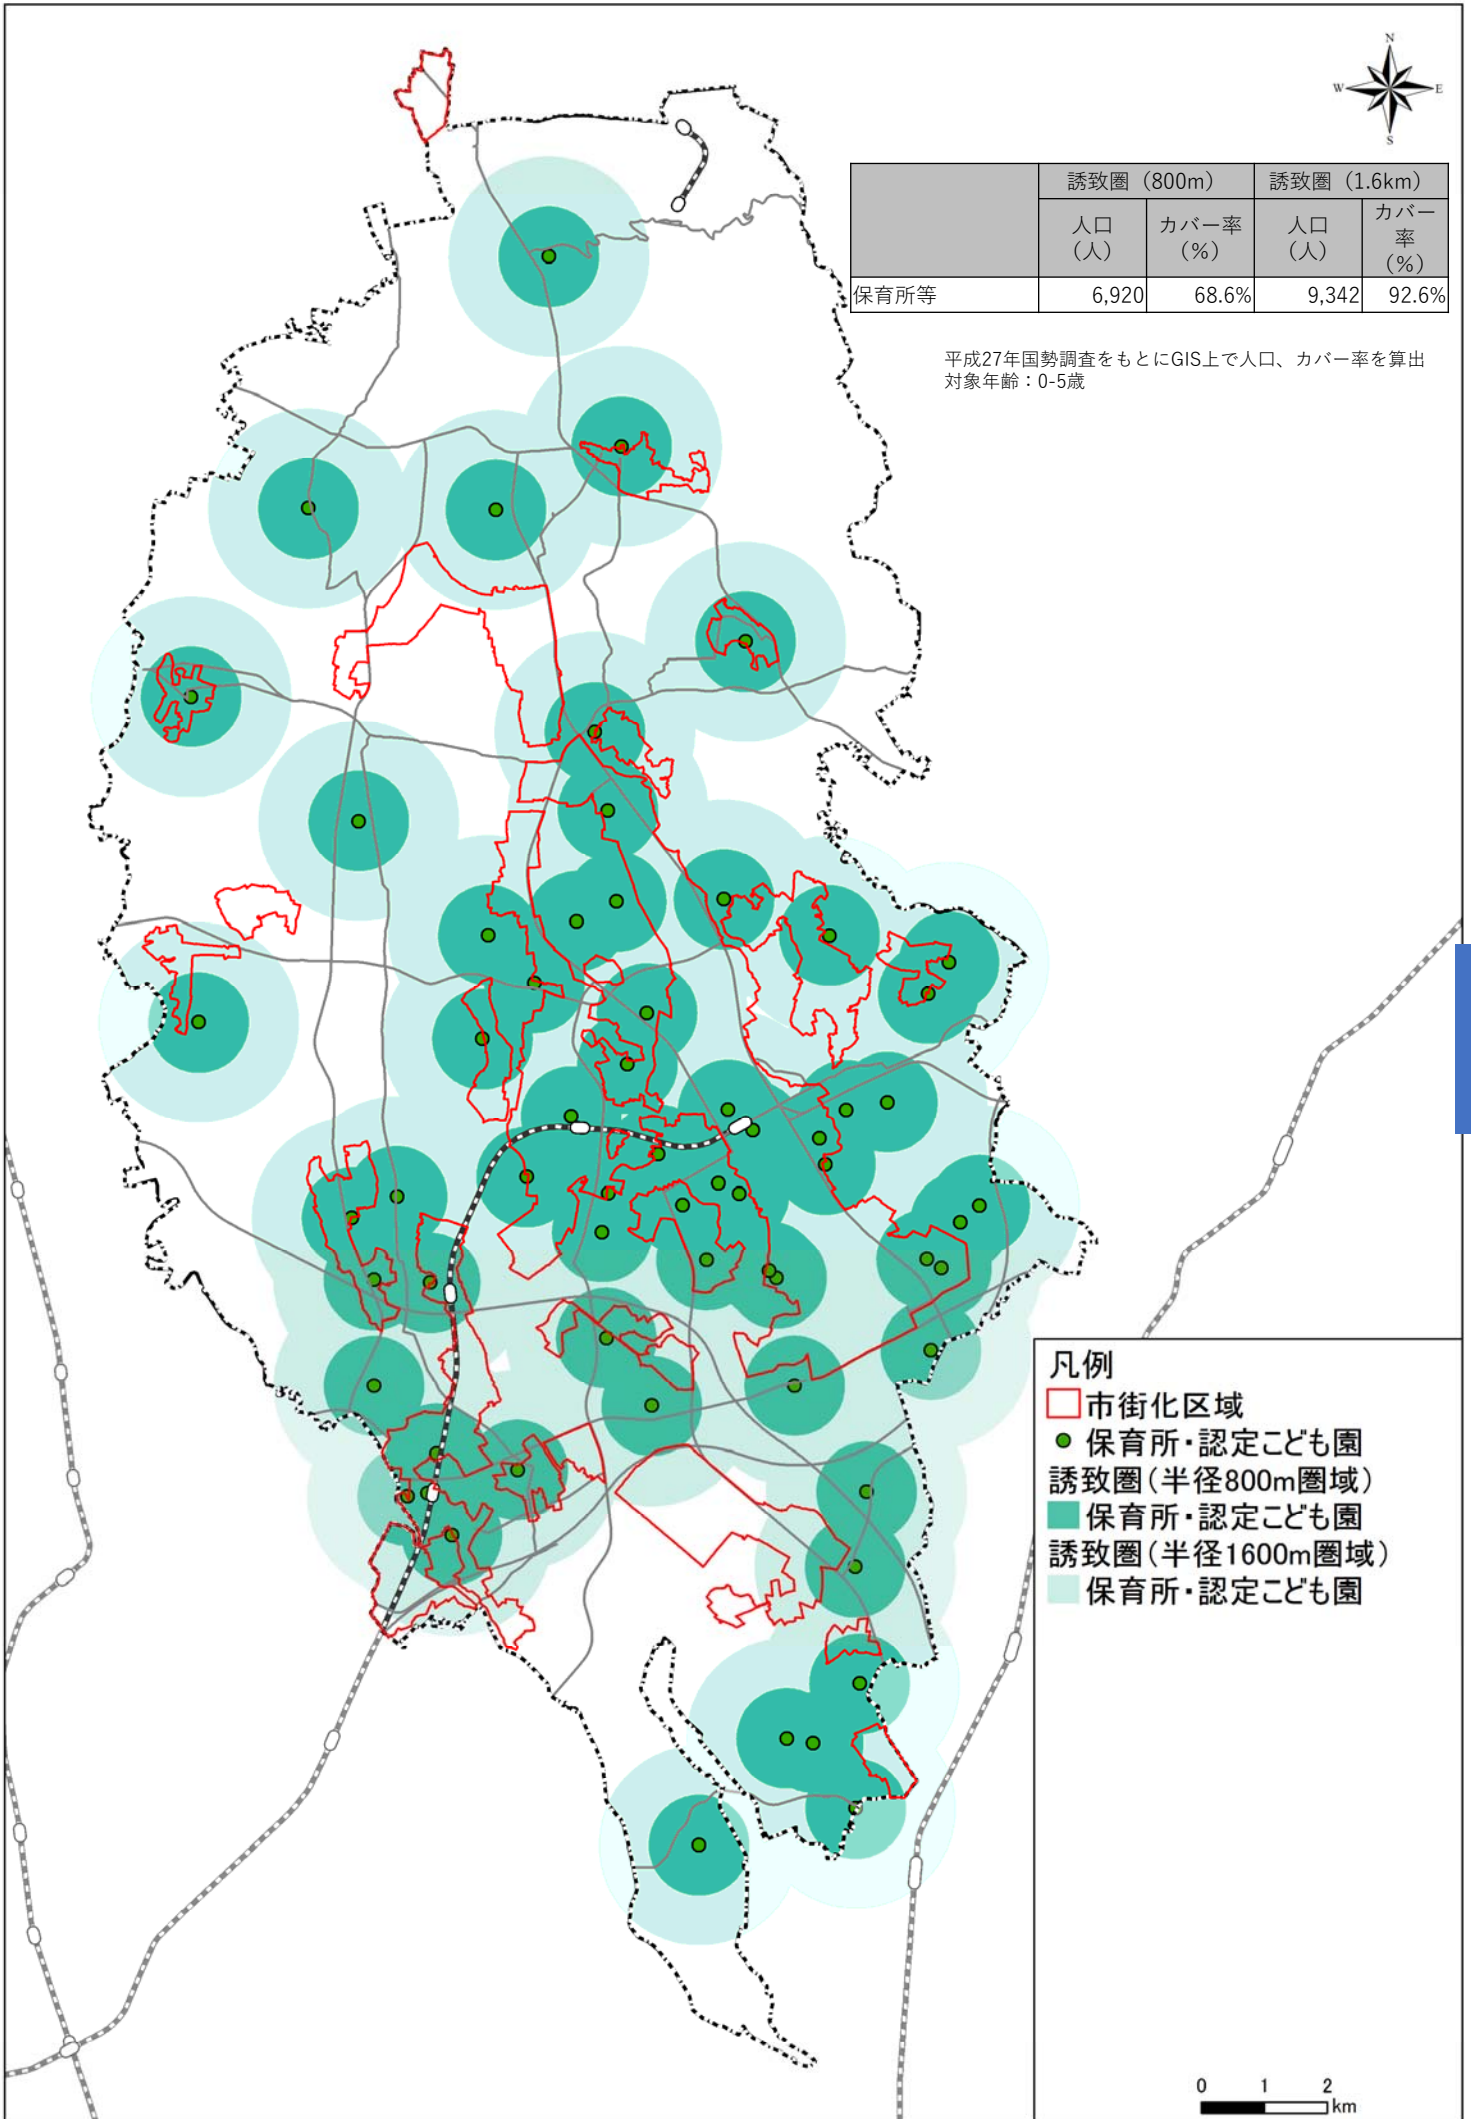 N
W E
S
誘致圏（800m） 誘致圏（1.6km）
人口
（人）
カバー率
（%）
人口
（人）
カバー
率
（%）
保育所等 6,920 68.6% 9,342 92.6%
平成27年国勢調査をもとにGIS上で人口、カバー率を算出
対象年齢：0-5歳
凡例
市街化区域
保育所・認定こども園
誘致圏（半径800m圏域）
保育所・認定こども園
誘致圏（半径1600m圏域）
保育所・認定こども園
0 1 2
km